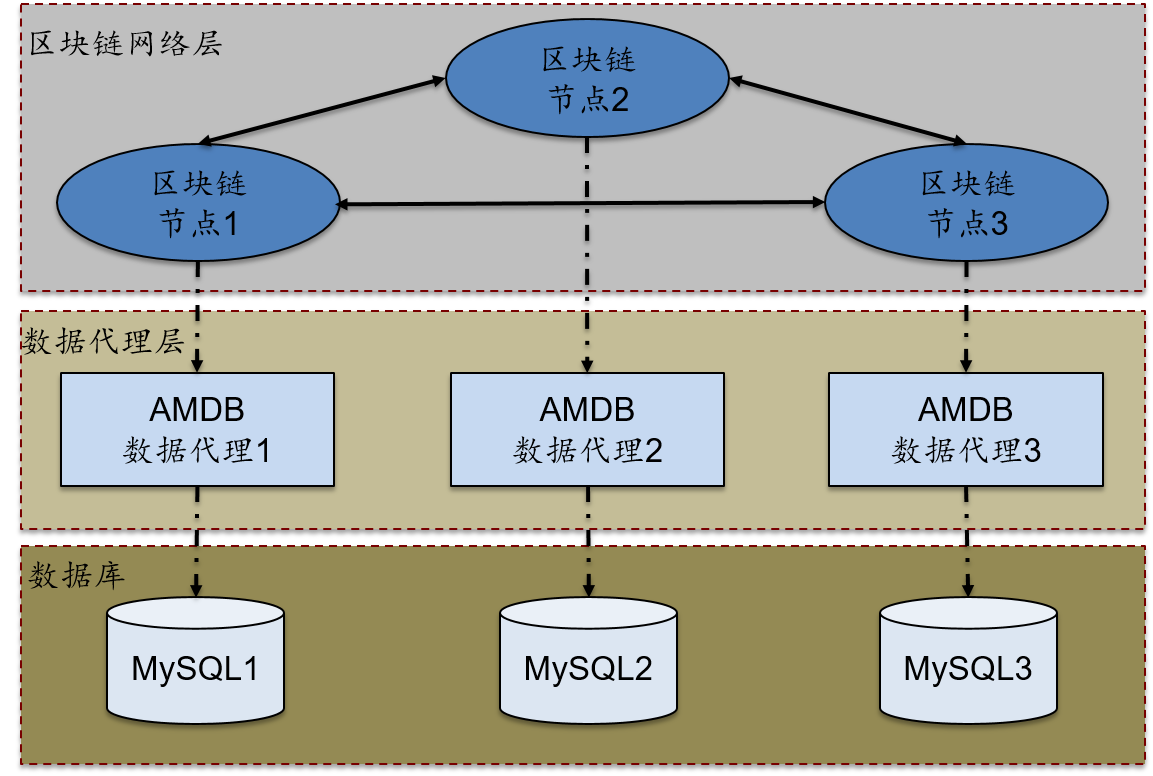 区块链网络层
区块链
节点2
区块链
节点1
区块链
节点3
数据代理层
AMDB
数据代理1
AMDB
数据代理2
AMDB
数据代理3
数据库
MySQL1
MySQL2
MySQL3